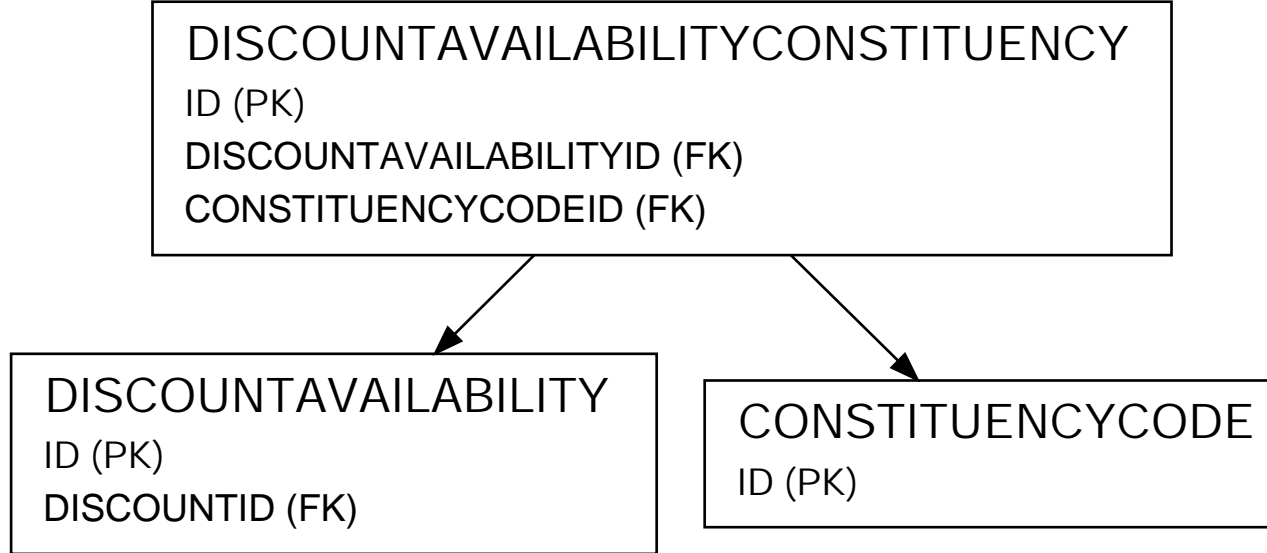 DISCOUNTAVAILABILITYCONSTITUENCY
ID (PK)
DISCOUNTAVAILABILITYID (FK)
CONSTITUENCYCODEID (FK)
DISCOUNTAVAILABILITY
ID (PK)
DISCOUNTID (FK)
CONSTITUENCYCODE
ID (PK)